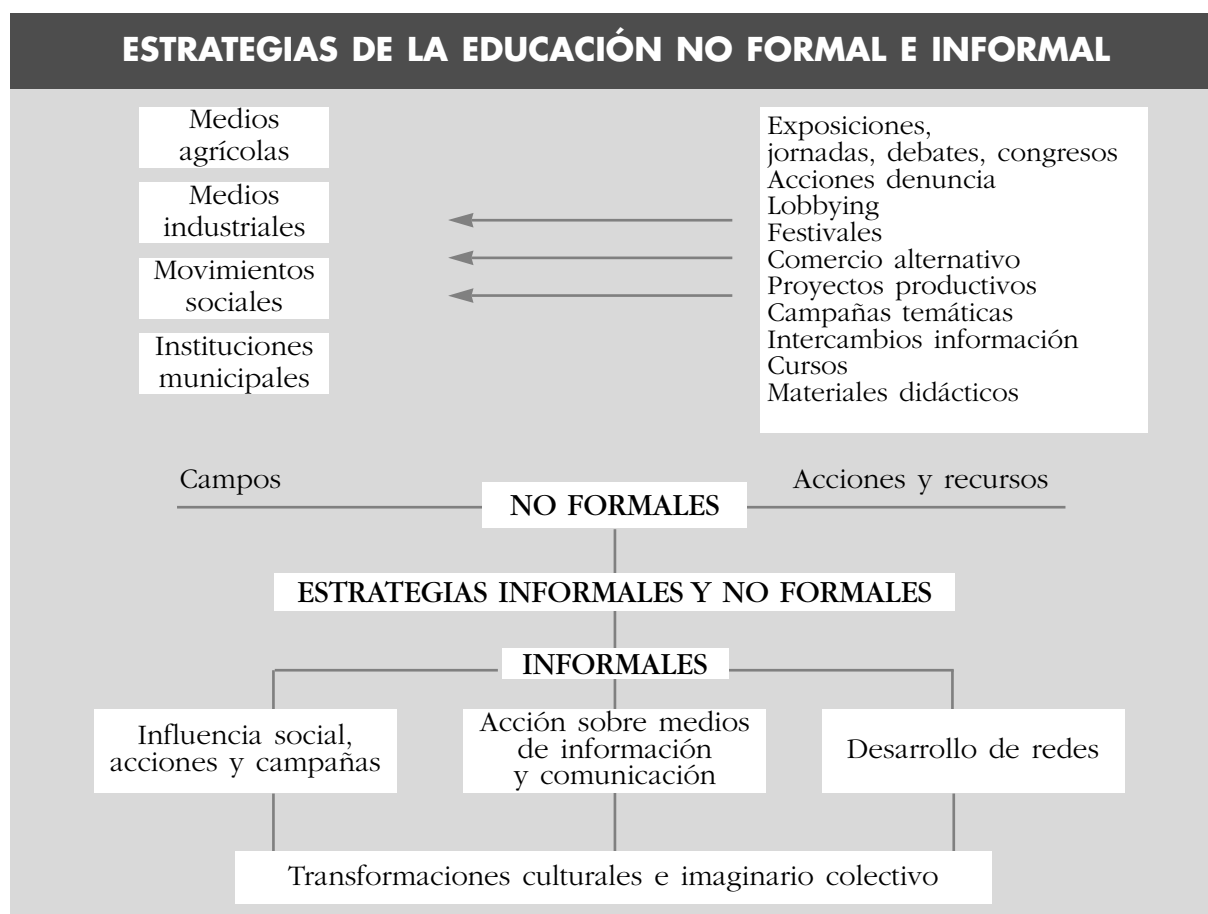 ESTRATEGIAS DE LA EDUCACIÓN NO FORMAL E INFORMAL
Medios
agrícolas
Medios
industriales
Movimientos
sociales
Instituciones
municipales
Exposiciones,
jornadas, debates, congresos
Acciones denuncia
Lobbying
Festivales
Comercio alternativo
Proyectos productivos
Campañas temáticas
Intercambios información
Cursos
Materiales didácticos
Campos
Acciones y recursos
NO FORMALES
ESTRATEGIAS INFORMALES Y NO FORMALES
INFORMALES
Influencia social,
acciones y campañas
Acción sobre medios
de información
y comunicación
Desarrollo de redes
Transformaciones culturales e imaginario colectivo